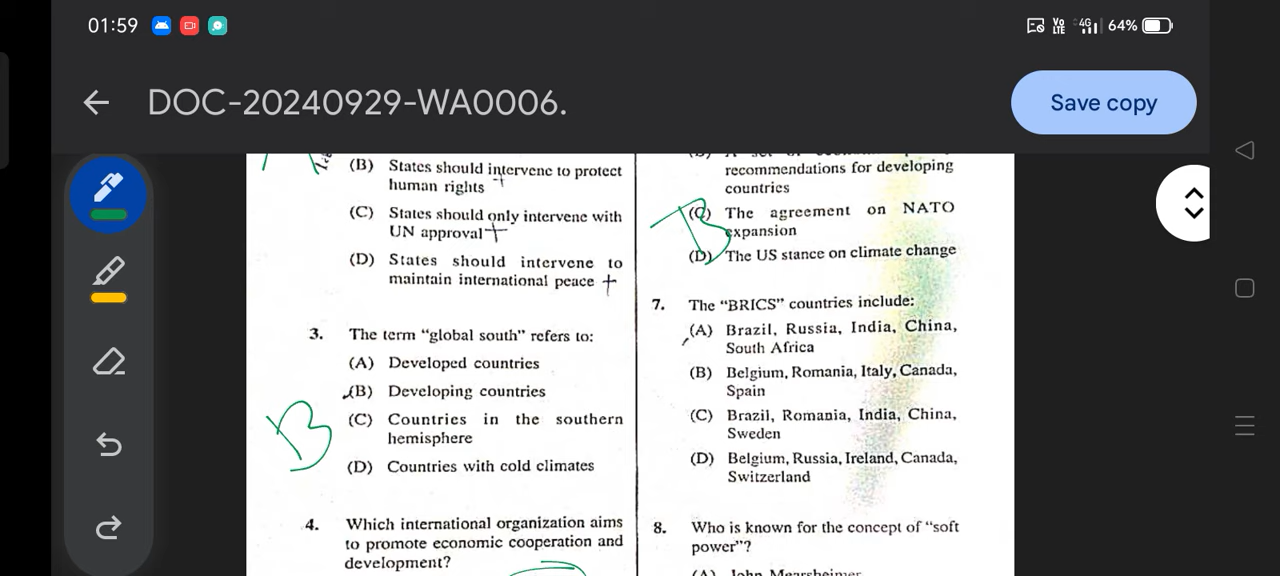 01:59
Vo
LTE
4G
64%
DOC-20240929-WA0006.
Save copy
(B) States should intervene to protect
human rights
(C) States should only intervene with
UN approval
(D) States should intervene to
maintain international peace
3. The term “global south” refers to:
(A) Developed countries
(B) Developing countries
(C) Countries in the southern
hemisphere
(D) Countries with cold climates
B
4. Which international organization aims
to promote economic cooperation and
development?
recommendations for developing
countries
(C) The agreement on NATO
expansion
(D) The US stance on climate change
B
7. The “BRICS” countries include:
(A) Brazil, Russia, India, China,
South Africa
(B) Belgium, Romania, Italy, Canada,
Spain
(C) Brazil, Romania, India, China,
Sweden
(D) Belgium, Russia, Ireland, Canada,
Switzerland
8. Who is known for the concept of “soft
power”?
(A) John Mearsheimer